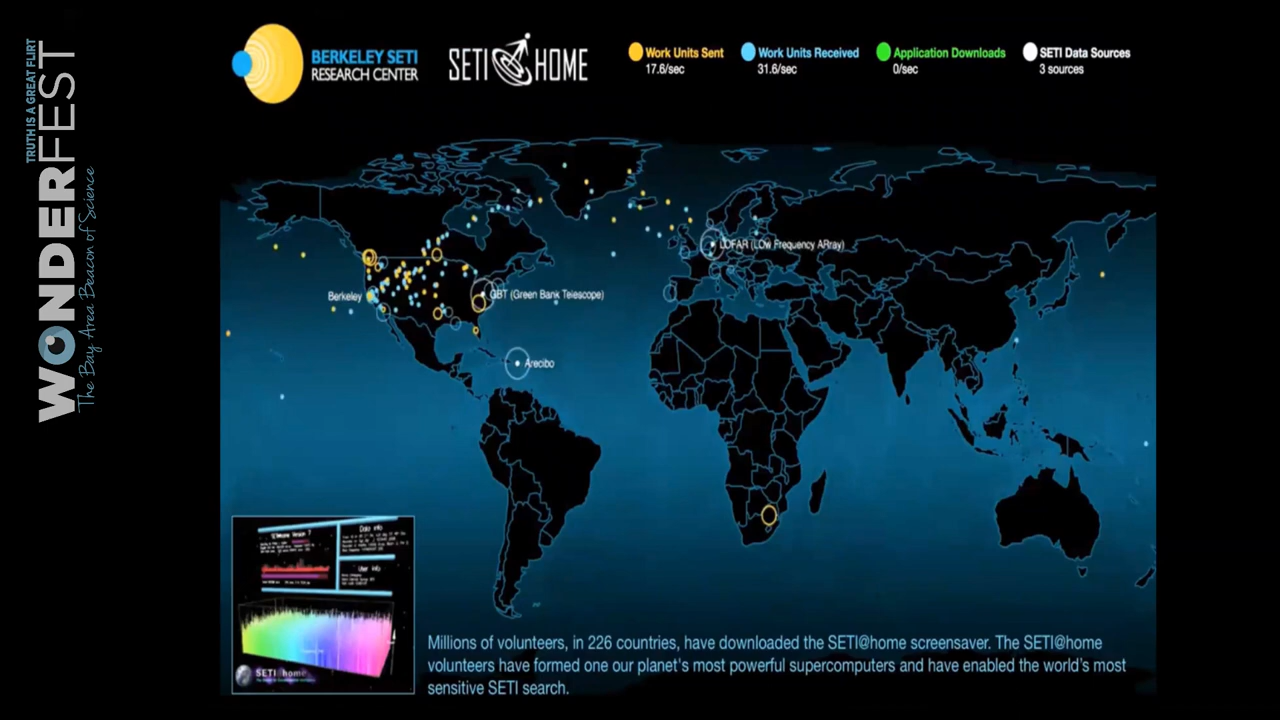 TRUTH IS A GREAT FLIRT
WONDERFEST
The Bay Area Beacon of Science
BERKELEY SETI
RESEARCH CENTER
SETI HOME
Work Units Sent
17.6/sec
Work Units Received
31.6/sec
Application Downloads
0/sec
SETI Data Sources
3 sources
LOFAR (LOw Frequency ARray)
Berkeley
GBT (Green Bank Telescope)
Arecibo
Data info
User info
SETI home
Millions of volunteers, in 226 countries, have downloaded the SETI@home screensaver. The SETI@home
volunteers have formed one our planet's most powerful supercomputers and have enabled the world's most
sensitive SETI search.